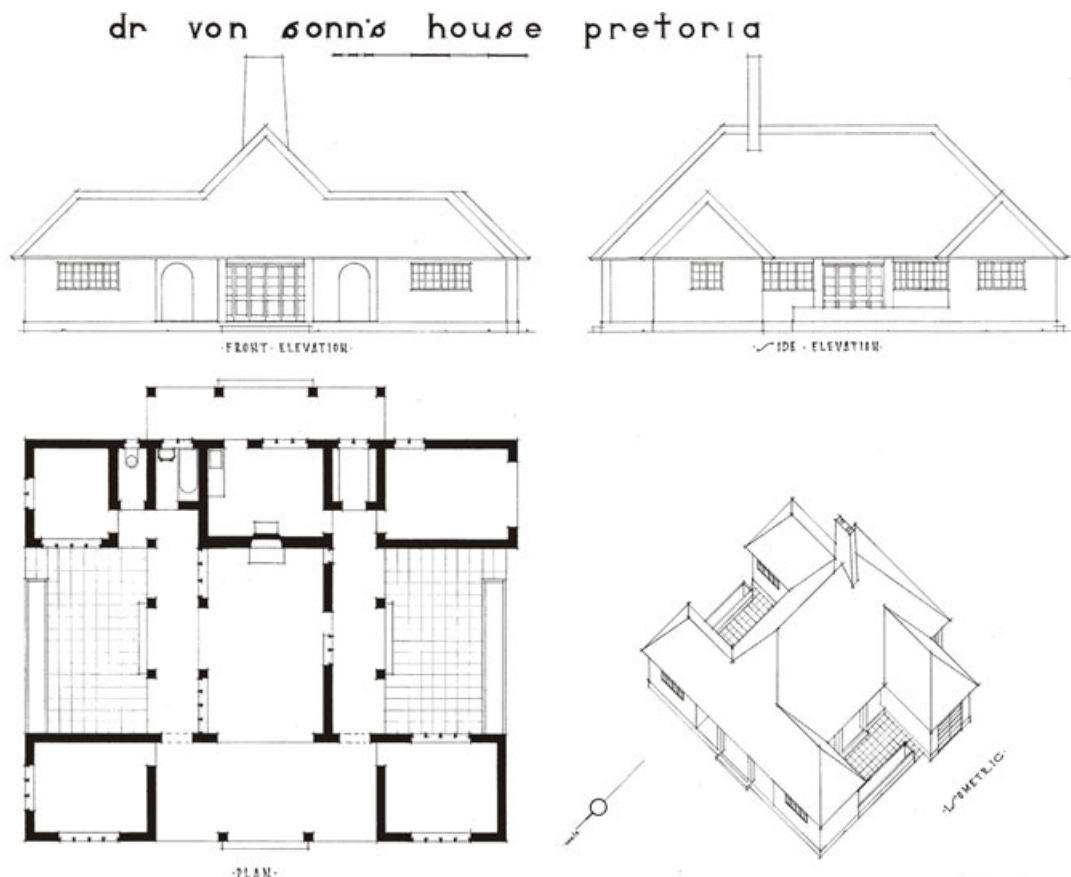 dr von sonn's house pretoria
·FRONT·ELEVATION·
·SIDE·ELEVATION·
·ISOMETRIC·
·PLAN·